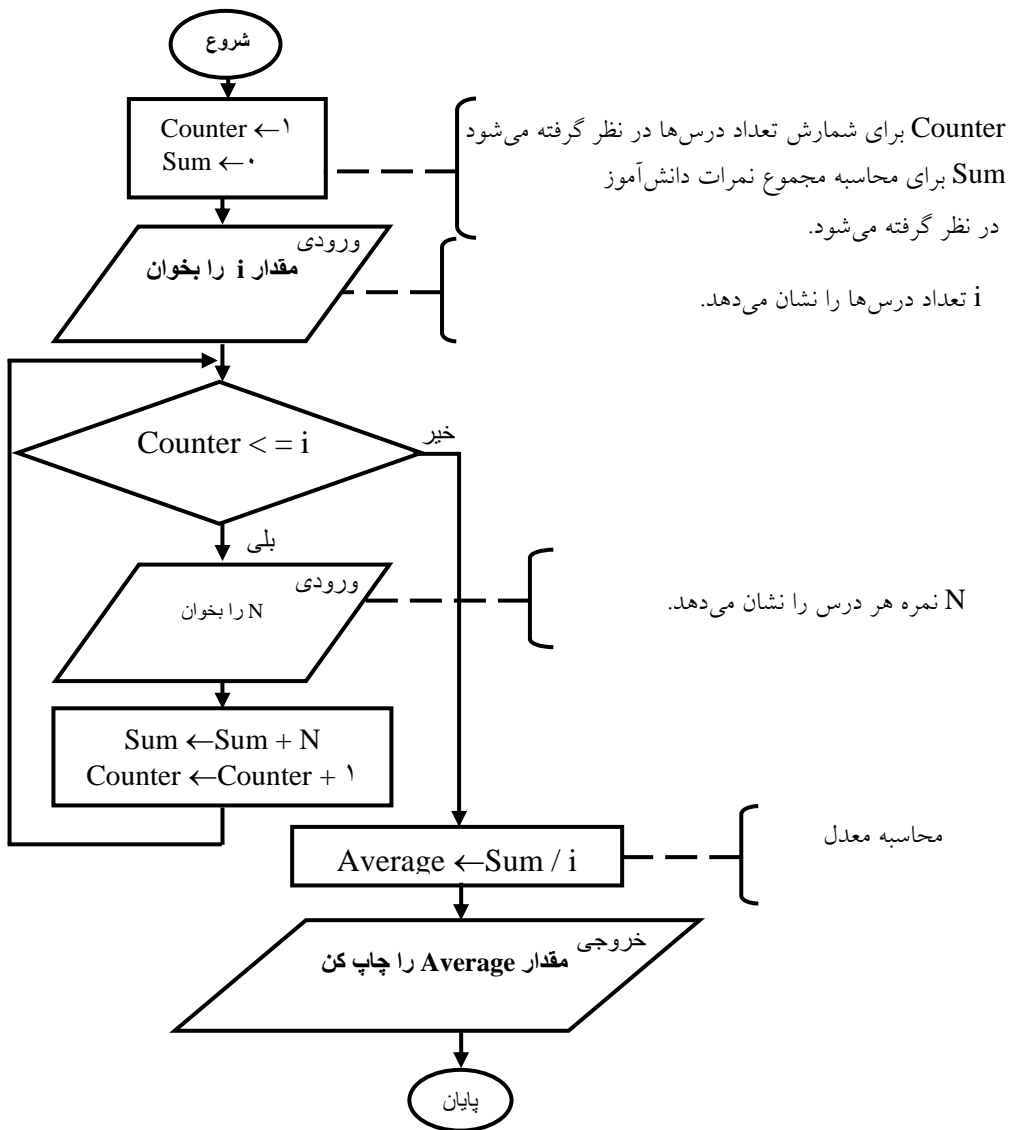 شروع
Counter ←۱
Sum ←۰
Counter برای شمارش تعداد درس‌ها در نظر گرفته می‌شود
Sum برای محاسبه مجموع نمرات دانش‌آموز
در نظر گرفته می‌شود.
ورودی
مقدار i را بخوان
i تعداد درس‌ها را نشان می‌دهد.
Counter < = i
خیر
بلی
ورودی
N را بخوان
N نمره هر درس را نشان می‌دهد.
Sum ←Sum + N
Counter ←Counter + ۱
Average ←Sum / i
محاسبه معدل
خروجی
مقدار Average را چاپ کن
پایان